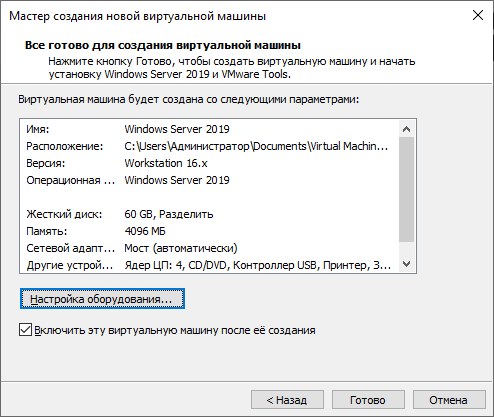 Мастер создания новой виртуальной машины
Все готово для создания виртуальной машины
Нажмите кнопку Готово, чтобы создать виртуальную машину и начать
установку Windows Server 2019 и VMware Tools.
Виртуальная машина будет создана со следующими параметрами:
Имя: Windows Server 2019
Расположение: C:\Users\Администратор\Documents\Virtual Machin...
Версия: Workstation 16.x
Операционная ... Windows Server 2019
Жесткий диск: 60 GB, Разделить
Память: 4096 МБ
Сетевой адапт... Мост (автоматически)
Другие устрой... Ядер ЦП: 4, CD/DVD, Контроллер USB, Принтер, З...
Настройка оборудования...
Включить эту виртуальную машину после её создания
< Назад Готово Отмена